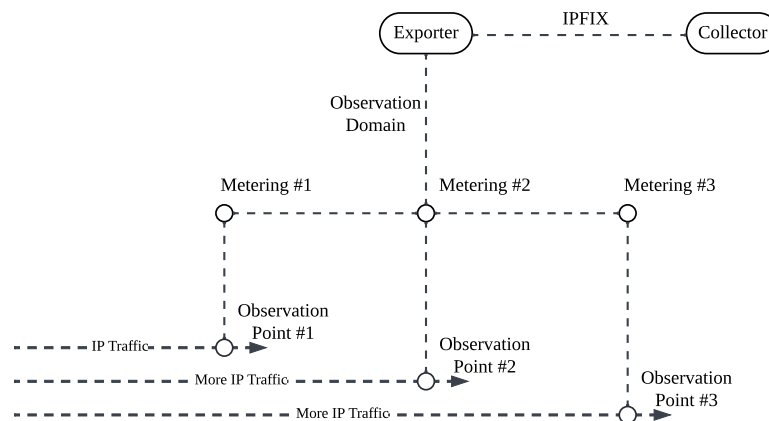 IPFIX
Exporter
Collector
Observation
Domain
Metering #1
Metering #2
Metering #3
Observation
Point #1
IP Traffic
Observation
Point #2
More IP Traffic
Observation
Point #3
More IP Traffic